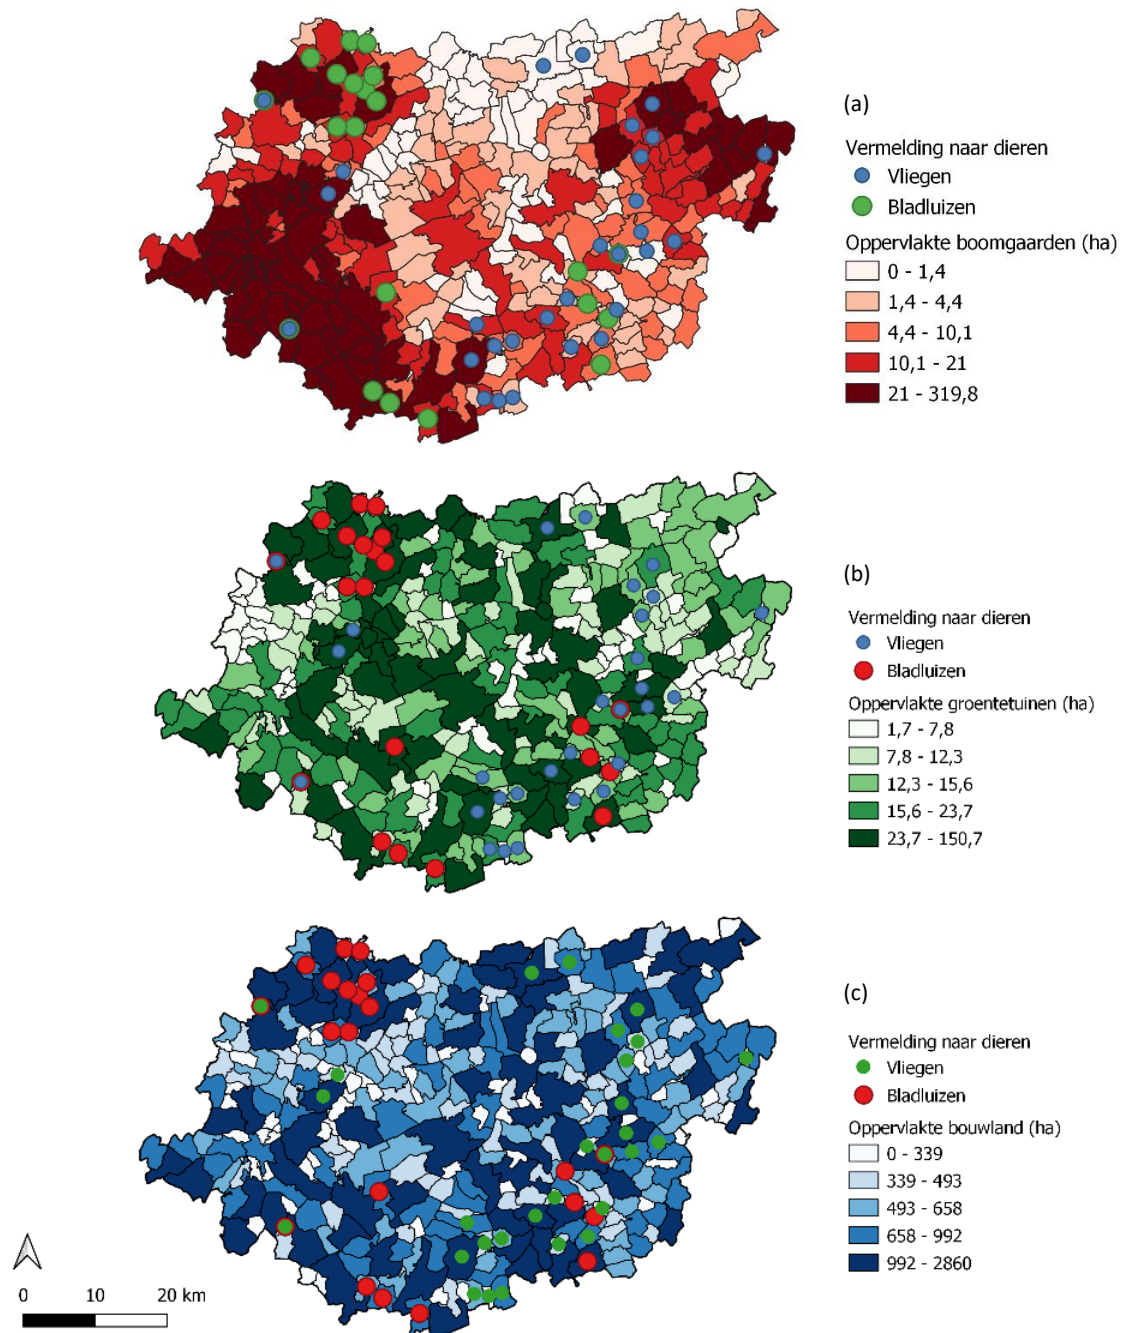 (a)
Vermelding naar dieren
Vliegen
Bladluizen
Oppervlakte boomgaarden (ha)
0 - 1,4
1,4 - 4,4
4,4 - 10,1
10,1 - 21
21 - 319,8
(b)
Vermelding naar dieren
Vliegen
Bladluizen
Oppervlakte groentetuinen (ha)
1,7 - 7,8
7,8 - 12,3
12,3 - 15,6
15,6 - 23,7
23,7 - 150,7
(c)
Vermelding naar dieren
Vliegen
Bladluizen
Oppervlakte bouwland (ha)
0 - 339
339 - 493
493 - 658
658 - 992
992 - 2860
0 10 20 km